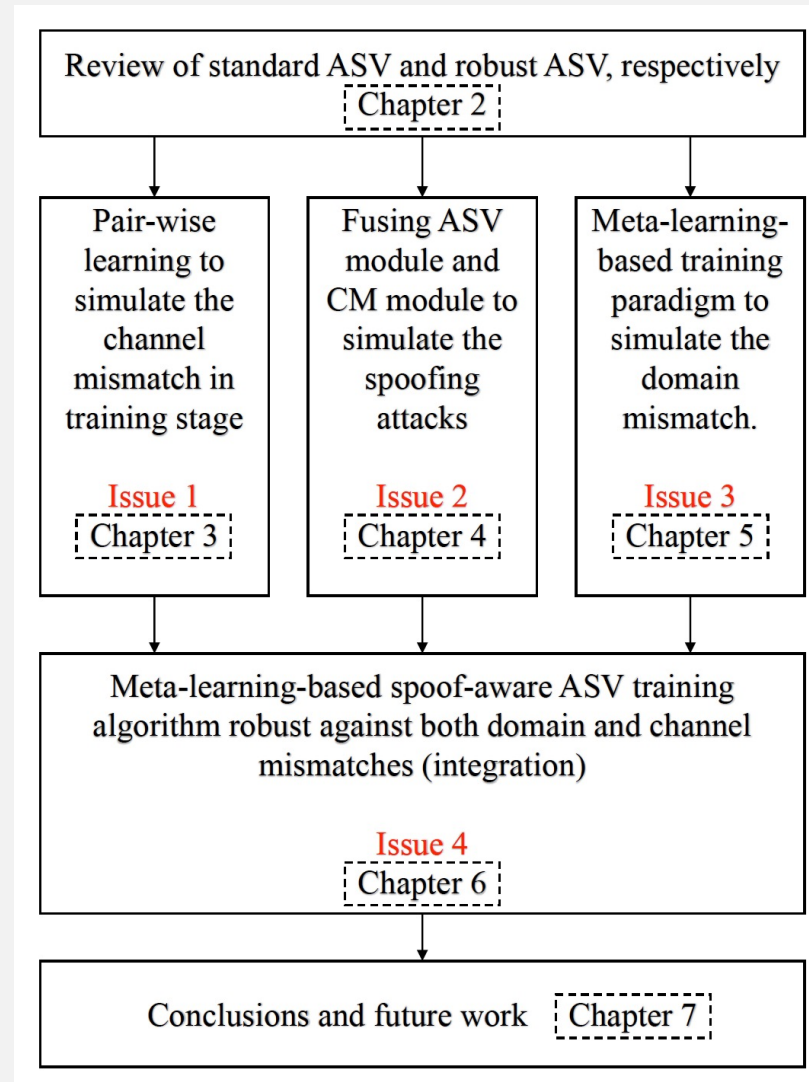 Review of standard ASV and robust ASV, respectively
Chapter 2
Pair-wise
learning to
simulate the
channel
mismatch in
training stage
Issue 1
Chapter 3
Fusing ASV
module and
CM module to
simulate the
spoofing
attacks
Issue 2
Chapter 4
Meta-learning-
based training
paradigm to
simulate the
domain
mismatch.
Issue 3
Chapter 5
Meta-learning-based spoof-aware ASV training
algorithm robust against both domain and channel
mismatches (integration)
Issue 4
Chapter 6
Conclusions and future work Chapter 7